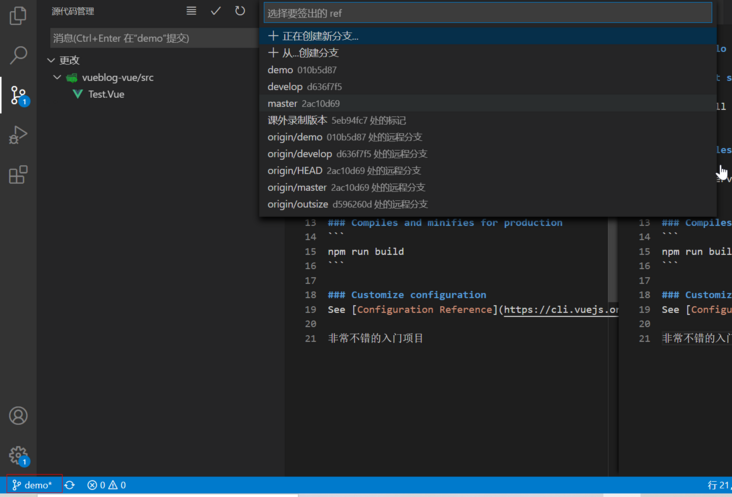 源代码管理
选择要签出的 ref
消息(Ctrl+Enter 在"demo"提交)
更改
vueblog-vue/src
Test.Vue
1
正在创建新分支...
从...创建分支
demo 010b5d87
develop d636f7f5
master 2ac10d69
课外录制版本 5eb94fc7 处的标记
origin/demo 010b5d87 处的远程分支
origin/develop d636f7f5 处的远程分支
origin/HEAD 2ac10d69 处的远程分支
origin/master 2ac10d69 处的远程分支
origin/outsize d596260d 处的远程分支
13 ### Compiles and minifies for production
14 ```
15 npm run build
16 ```
17
18 ### Customize configuration
19 See [Configuration Reference](https://cli.vuejs.or
20
21 非常不错的入门项目
13 ### Compiles
14 ```
15 npm run buil
16 ```
17
18 ### Customiz
19 See [Configu
20
21 非常不错的入门
1
demo* 0 0 行 21,